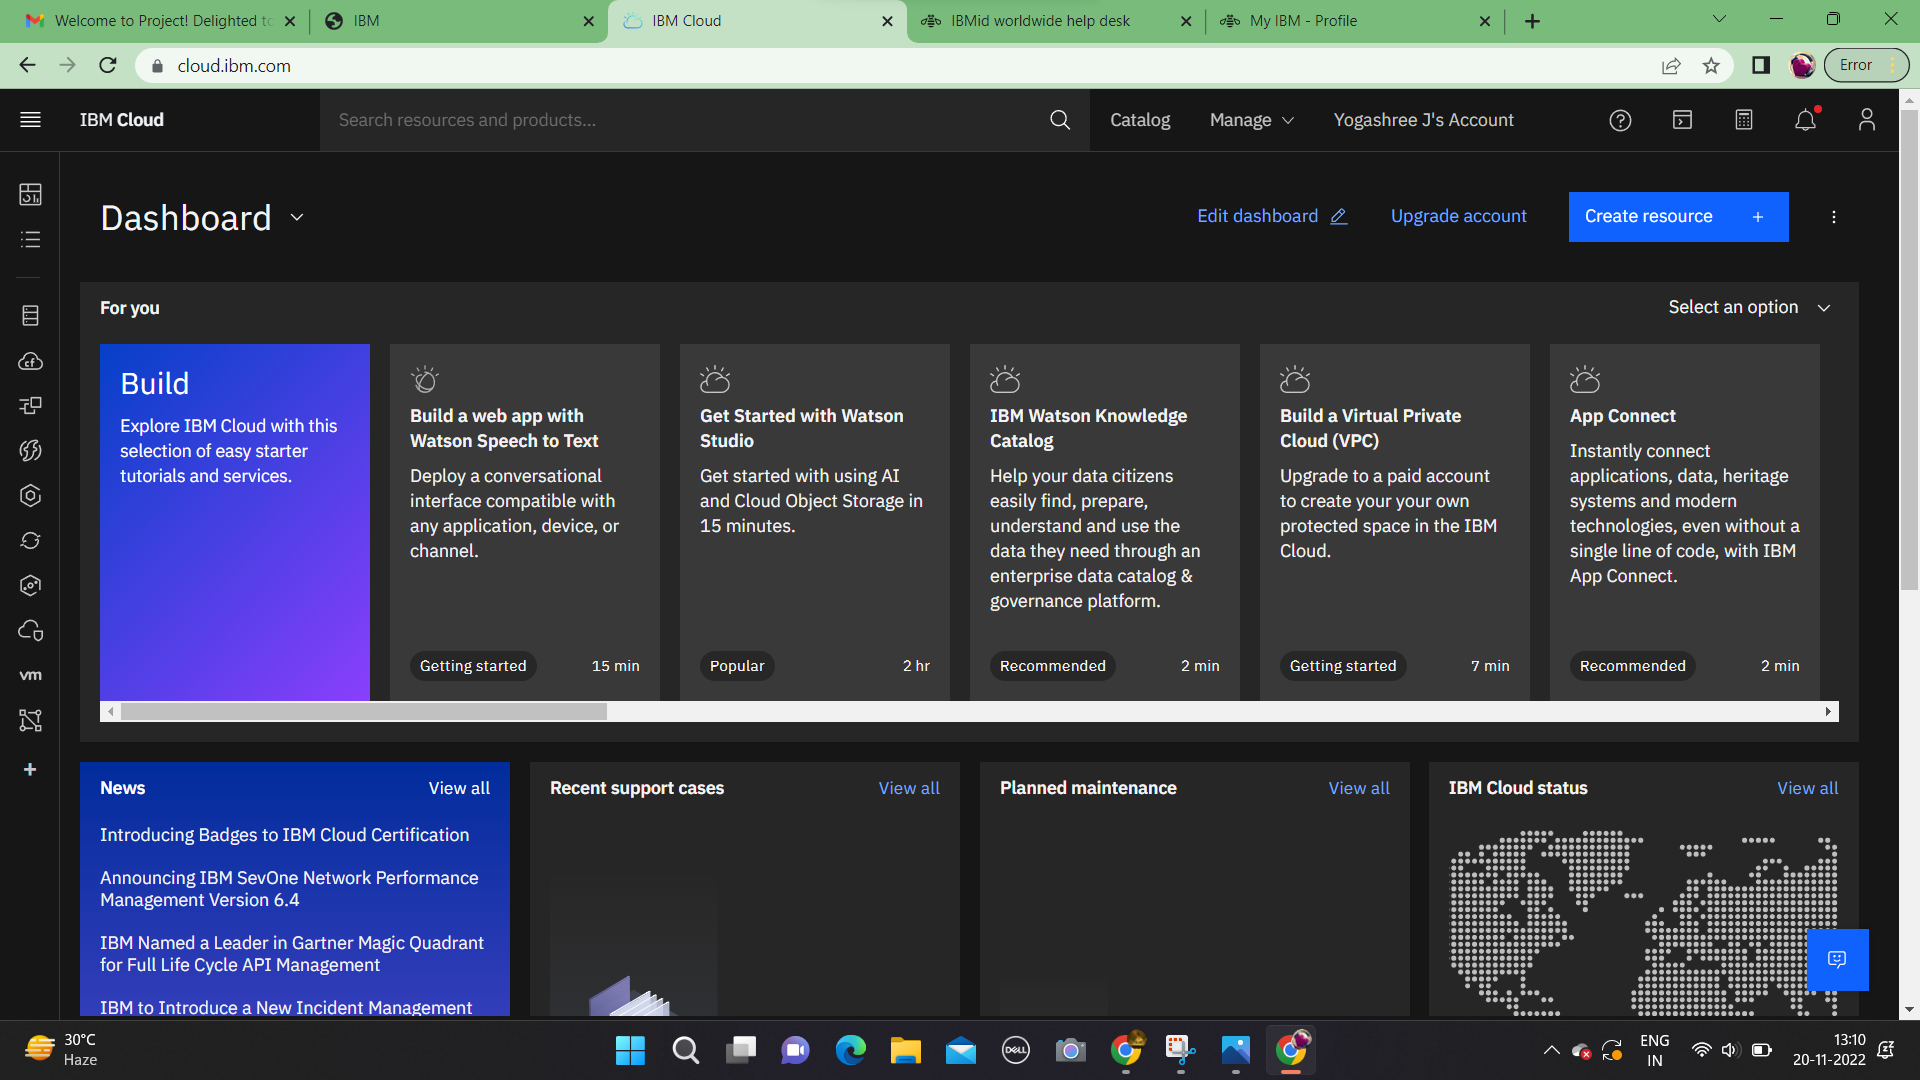 Welcome to Project! Delighted to
IBM
IBM Cloud
IBMid worldwide help desk
My IBM - Profile
cloud.ibm.com
Error
IBM Cloud
Search resources and products...
Catalog
Manage
Yogashree J's Account
Dashboard
Edit dashboard
Upgrade account
Create resource +
For you
Select an option
Build
Explore IBM Cloud with this
selection of easy starter
tutorials and services.
Build a web app with
Watson Speech to Text
Deploy a conversational
interface compatible with
any application, device, or
channel.
Getting started
15 min
Get Started with Watson
Studio
Get started with using AI
and Cloud Object Storage in
15 minutes.
Popular
2 hr
IBM Watson Knowledge
Catalog
Help your data citizens
easily find, prepare,
understand and use the
data they need through an
enterprise data catalog &
governance platform.
Recommended
2 min
Build a Virtual Private
Cloud (VPC)
Upgrade to a paid account
to create your your own
protected space in the IBM
Cloud.
Getting started
7 min
App Connect
Instantly connect
applications, data, heritage
systems and modern
technologies, even without a
single line of code, with IBM
App Connect.
Recommended
2 min
cf
vm
News
View all
Introducing Badges to IBM Cloud Certification
Announcing IBM SevOne Network Performance
Management Version 6.4
IBM Named a Leader in Gartner Magic Quadrant
for Full Life Cycle API Management
IBM to Introduce a New Incident Management
Recent support cases
View all
Planned maintenance
View all
IBM Cloud status
View all
30°C
Haze
DELL
ENG
IN
13:10
20-11-2022